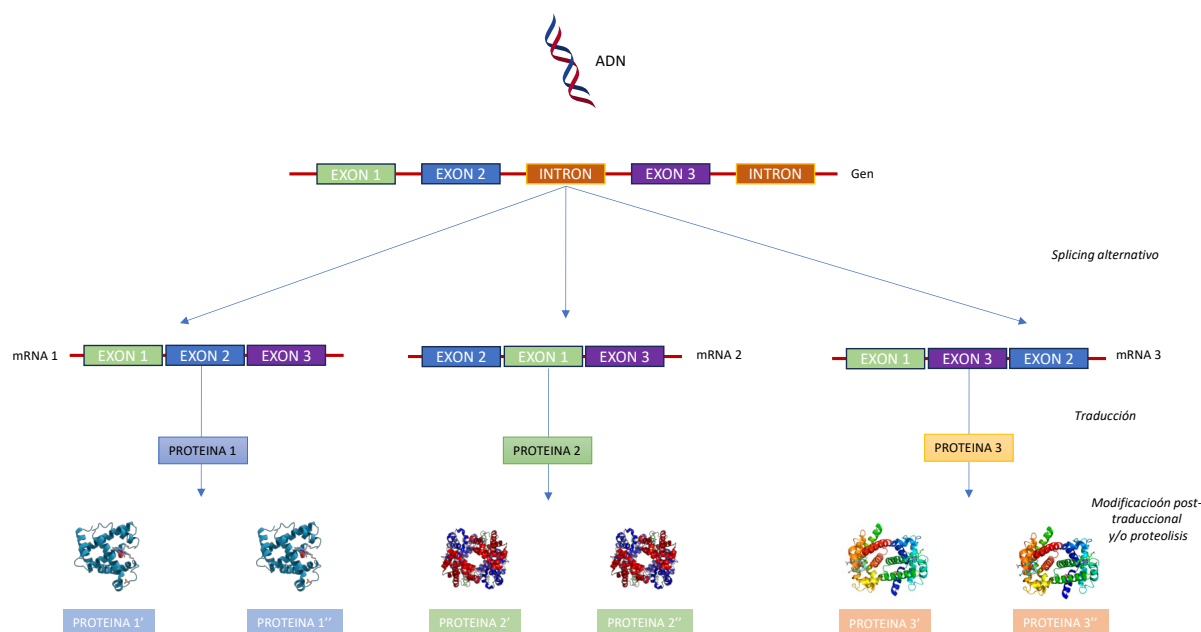 ADN
EXON 1
EXON 2
INTRON
EXON 3
INTRON
Gen
Splicing alternativo
mRNA 1
EXON 1
EXON 2
EXON 3
EXON 2
EXON 1
EXON 3
mRNA 2
EXON 1
EXON 3
EXON 2
mRNA 3
Traducción
PROTEINA 1
PROTEINA 2
PROTEINA 3
Modificacioón post-
traduccional
y/o proteolisis
PROTEINA 1’
PROTEINA 1’’
PROTEINA 2’
PROTEINA 2’’
PROTEINA 3’
PROTEINA 3’’